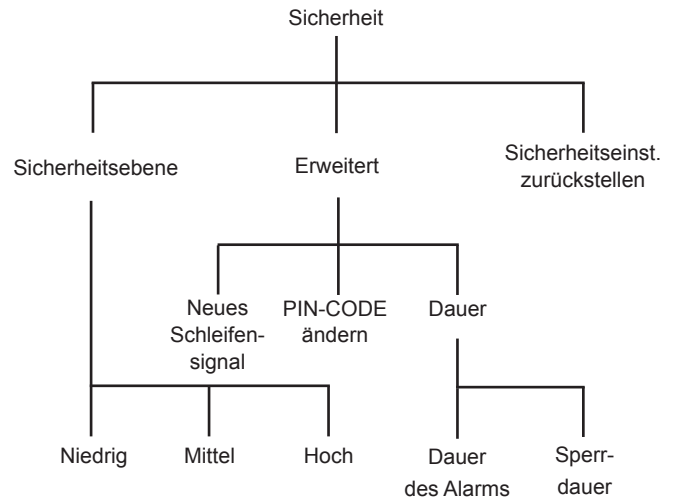 Sicherheit
Sicherheitsebene
Erweitert
Sicherheitseinst.
zurückstellen
Neues
Schleifen-
signal
PIN-CODE
ändern
Dauer
Niedrig
Mittel
Hoch
Dauer
des Alarms
Sperr-
dauer